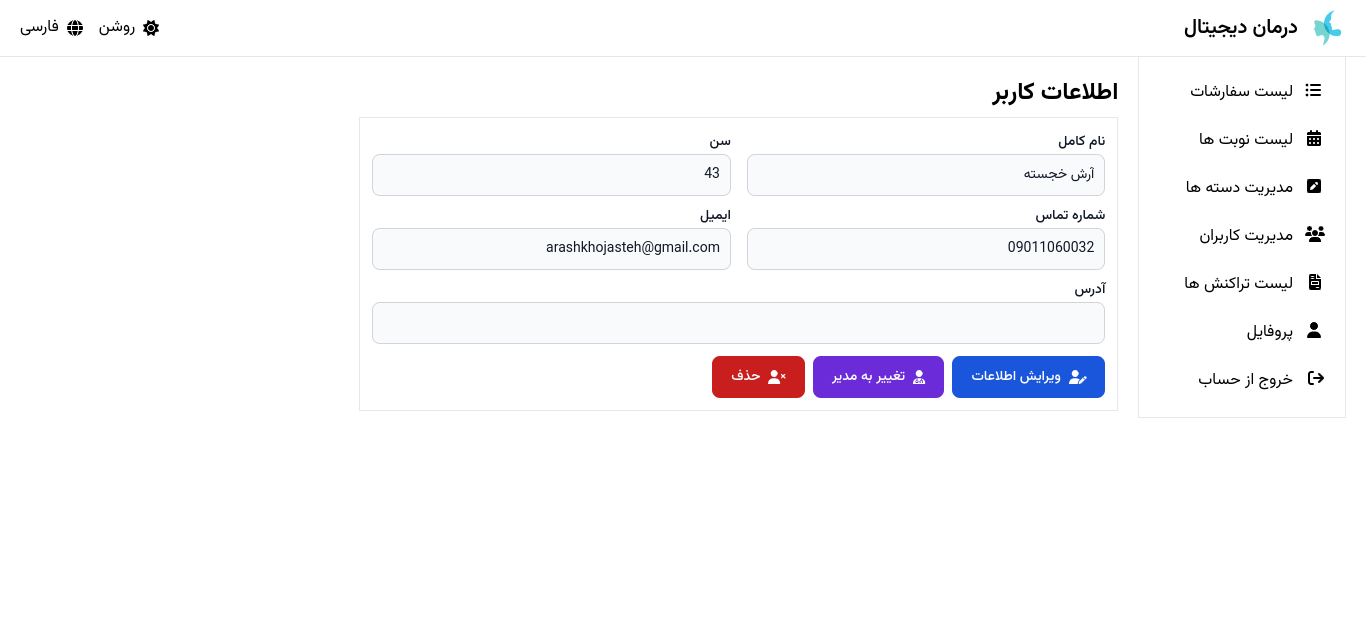 درمان دیجیتال
روشن
فارسی
لیست سفارشات
لیست نوبت ها
مدیریت دسته ها
مدیریت کاربران
لیست تراکنش ها
پروفایل
خروج از حساب
اطلاعات کاربر
نام کامل
سن
آرش خجسته
43
شماره تماس
ایمیل
09011060032
arashkhojasteh@gmail.com
آدرس
ویرایش اطلاعات
تغییر به مدیر
حذف